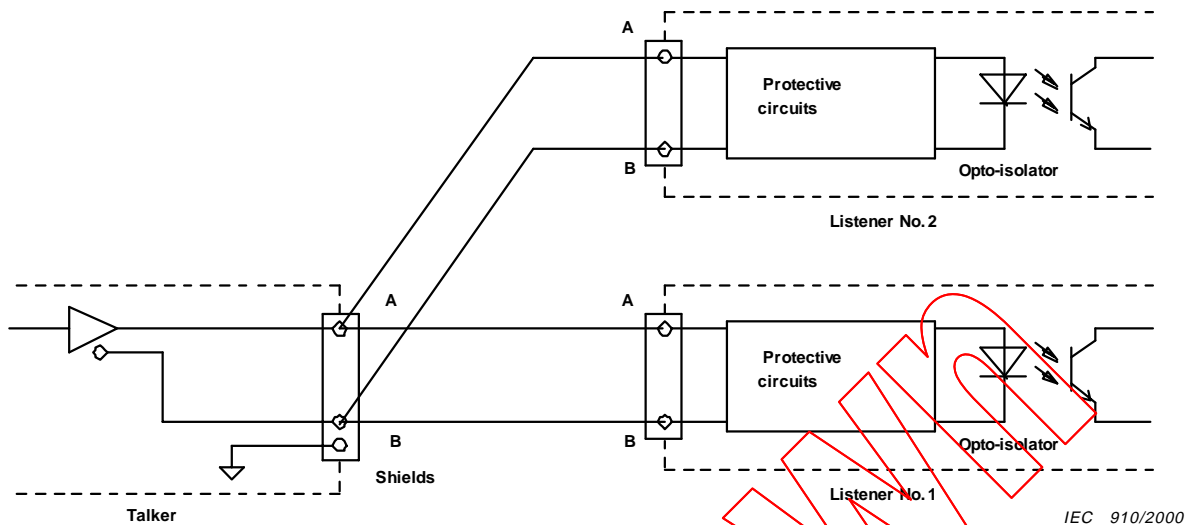 A
Protective
circuits
B
Opto-isolator
Listener No. 2
A
A
Protective
circuits
B
B
Opto-isolator
Shields
Listener No. 1
Talker
IEC 910/2000